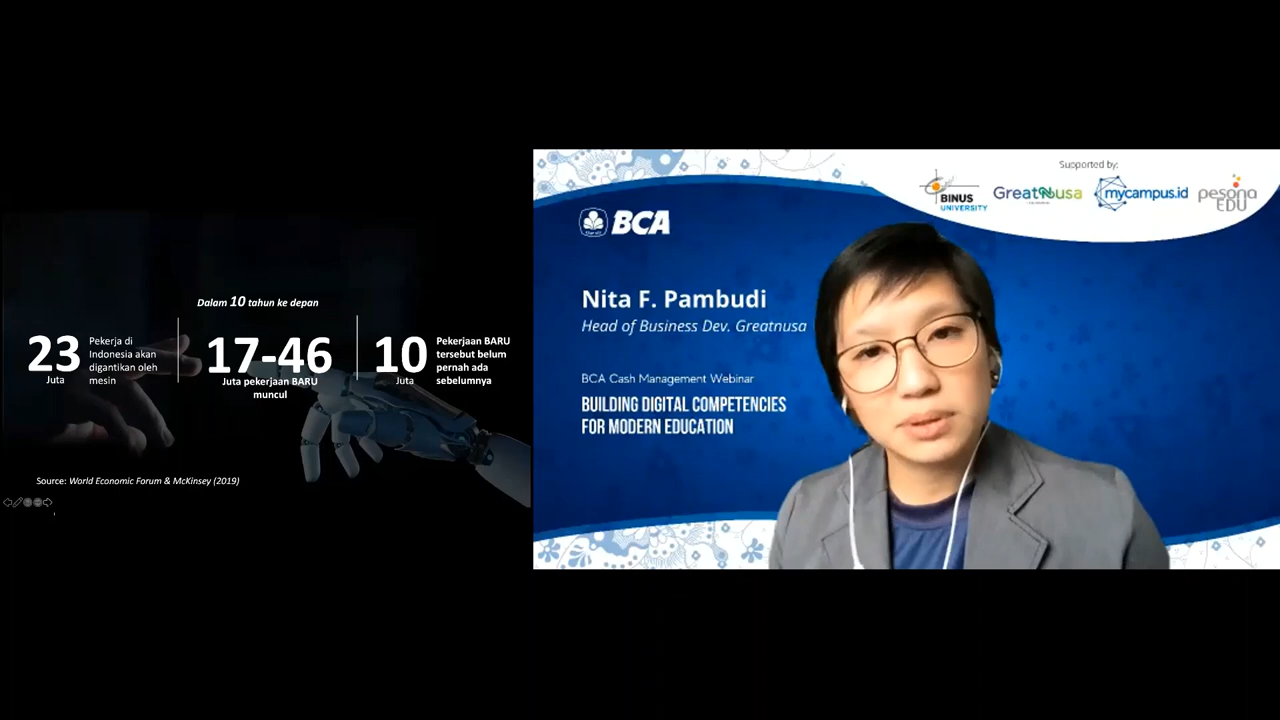 Dalam 10 tahun ke depan
23
Juta
Pekerja di
Indonesia akan
digantikan oleh
mesin
17-46
Juta pekerjaan BARU
muncul
10
Juta
Pekerjaan BARU
tersebut belum
pernah ada
sebelumnya
Source: World Economic Forum & McKinsey (2019)
Supported by:
BINUS
UNIVERSITY
GreatNusa
mycampus.id
pesona
EDU
BCA
Nita F. Pambudi
Head of Business Dev. Greatnusa
BCA Cash Management Webinar
BUILDING DIGITAL COMPETENCIES
FOR MODERN EDUCATION